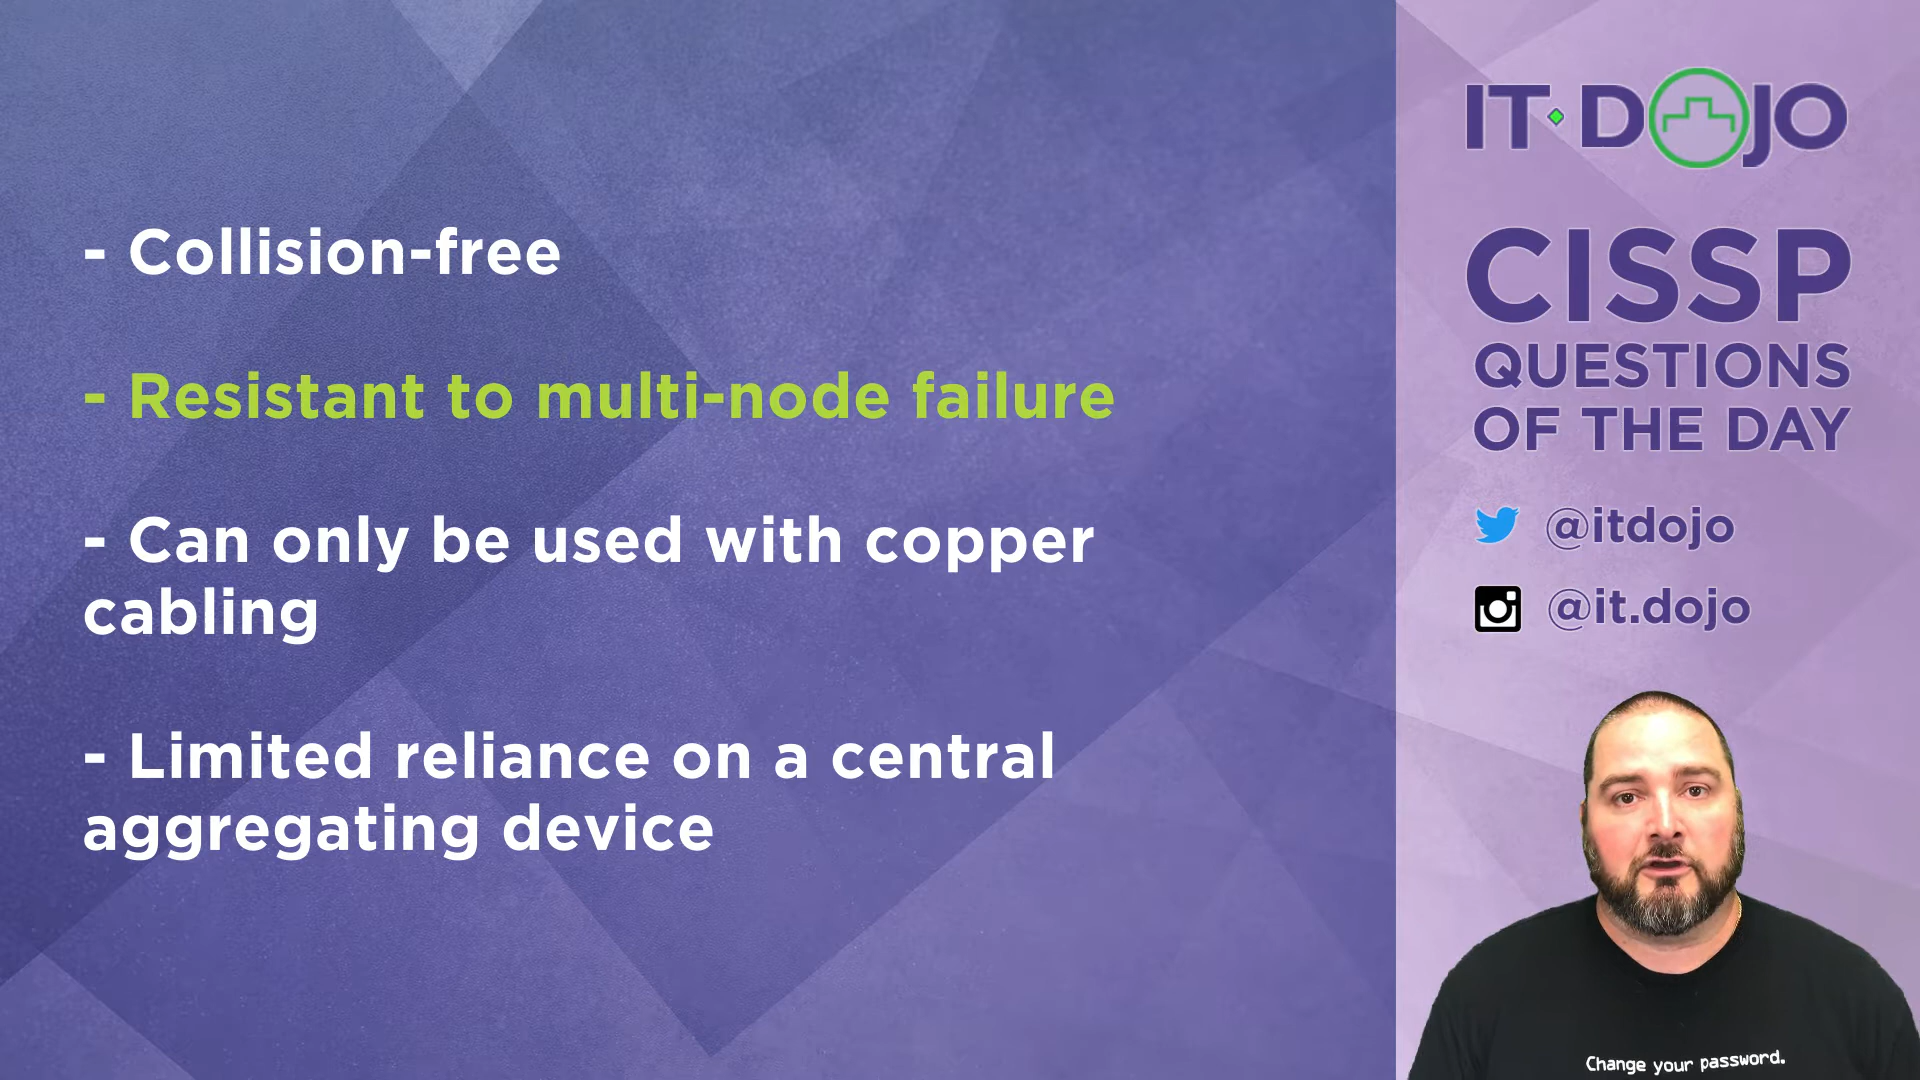 - Collision-free
- Resistant to multi-node failure
- Can only be used with copper
cabling
- Limited reliance on a central
aggregating device
IT DOJO
CISSP
QUESTIONS
OF THE DAY
@itdojo
@it.dojo
Change your password.